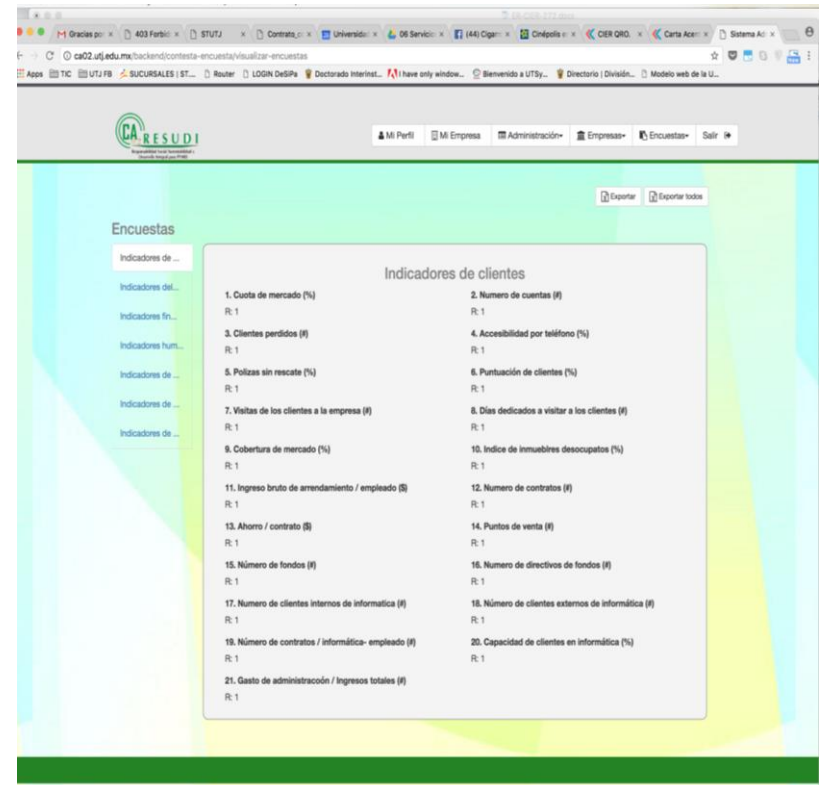 Gracias por
403 Forbid
STUTJ
Contrato_c
Universida
06 Servicio
(44) Cigarr
Cinépolis e
CIER QRO.
Carta Acep
Sistema Ad
ca02.utj.edu.mx/backend/contesta-encuesta/visualizar-encuestas
Apps TIC UTJ FB SUCURSALES | ST... Router LOGIN DeSiPa Doctorado Interinst... I have only window... Bienvenido a UTSy... Directorio | División... Modelo web de la U...
CA RESUDI
Mi Perfil Mi Empresa Administración Empresas Encuestas Salir
Exportar Exportar todos
Encuestas
Indicadores de ...
Indicadores del...
Indicadores fin...
Indicadores hum...
Indicadores de ...
Indicadores de ...
Indicadores de ...
Indicadores de clientes
1. Cuota de mercado (%)
R: 1
2. Numero de cuentas (#)
R: 1
3. Clientes perdidos (#)
R: 1
4. Accesibilidad por teléfono (%)
R: 1
5. Polizas sin rescate (%)
R: 1
6. Puntuación de clientes (%)
R: 1
7. Visitas de los clientes a la empresa (#)
R: 1
8. Días dedicados a visitar a los clientes (#)
R: 1
9. Cobertura de mercado (%)
R: 1
10. Indice de inmueblres desocupatos (%)
R: 1
11. Ingreso bruto de arrendamiento / empleado ($)
R: 1
12. Numero de contratos (#)
R: 1
13. Ahorro / contrato ($)
R: 1
14. Puntos de venta (#)
R: 1
15. Número de fondos (#)
R: 1
16. Numero de directivos de fondos (#)
R: 1
17. Numero de clientes internos de informatica (#)
R: 1
18. Número de clientes externos de informática (#)
R: 1
19. Número de contratos / informática- empleado (#)
R: 1
20. Capacidad de clientes en informática (%)
R: 1
21. Gasto de administracoón / Ingresos totales (#)
R: 1